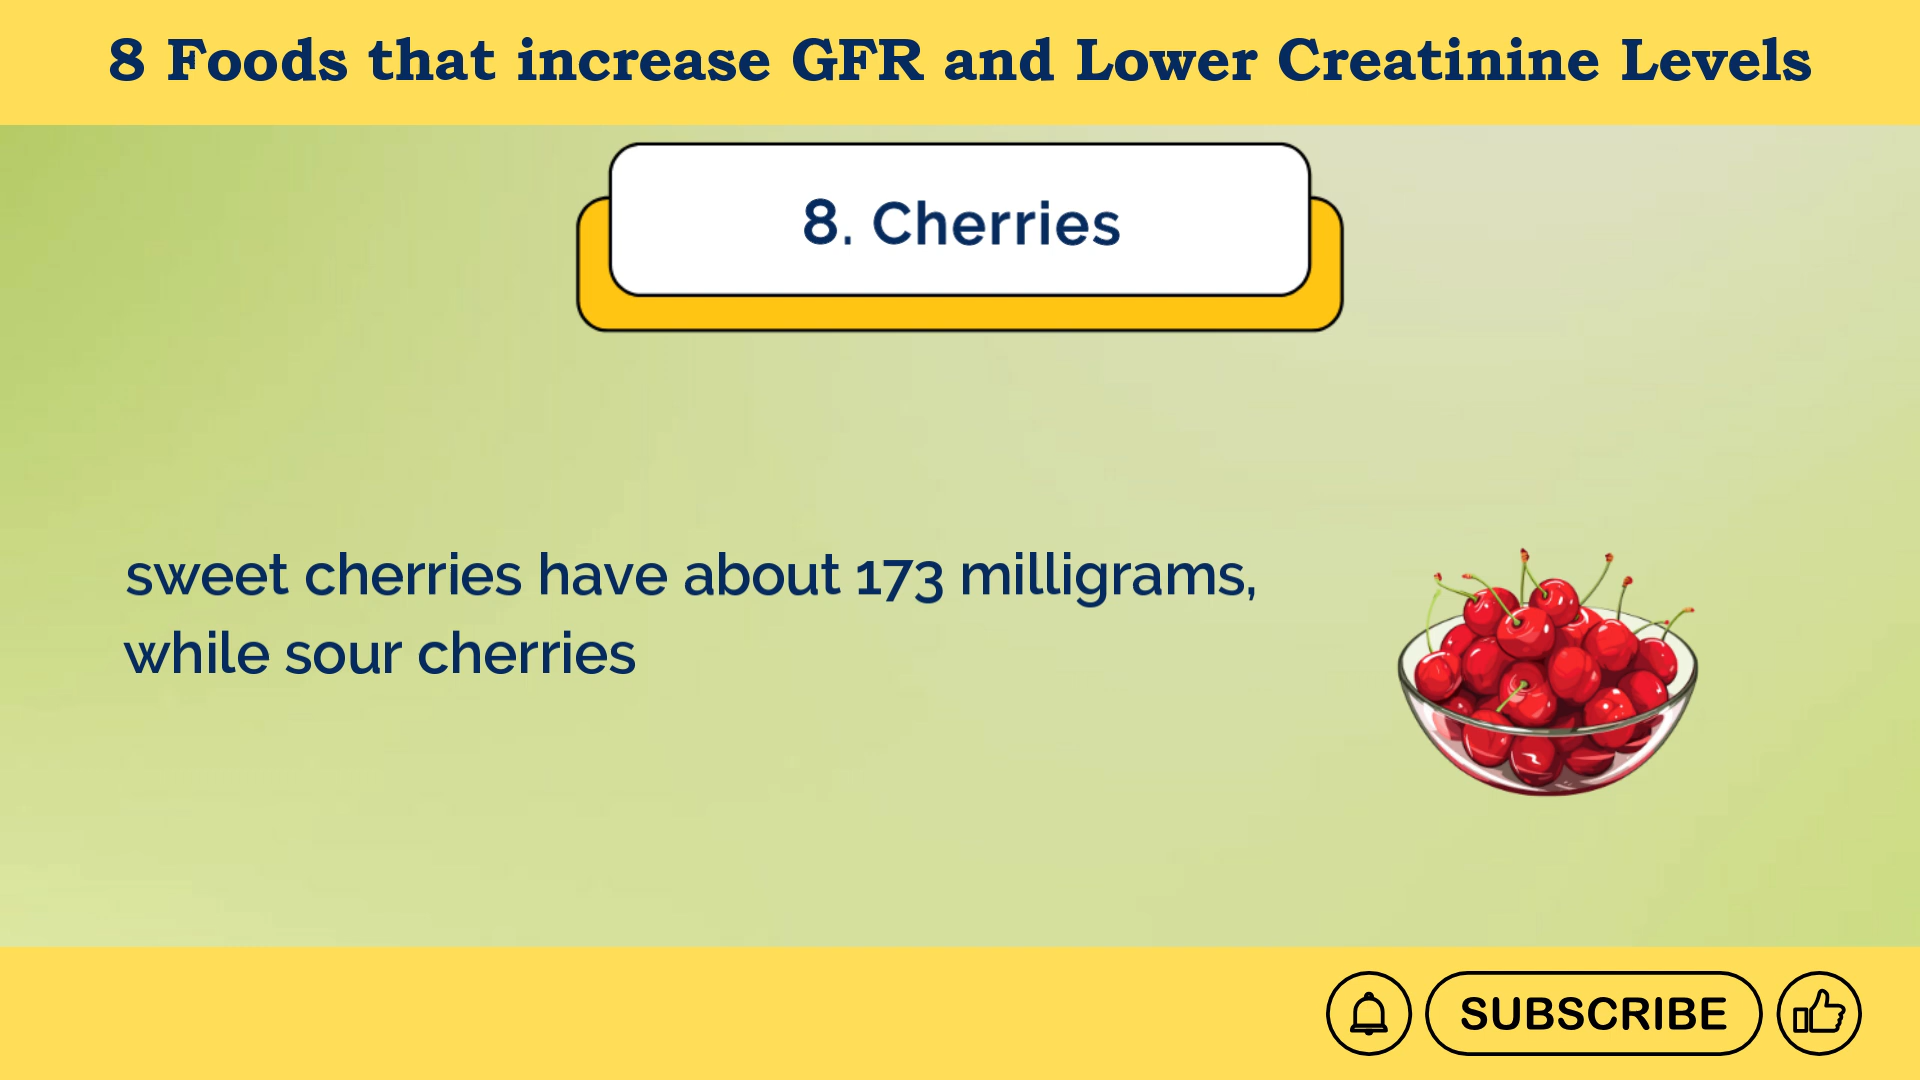 8 Foods that increase GFR and Lower Creatinine Levels
8. Cherries
sweet cherries have about 173 milligrams,
while sour cherries
SUBSCRIBE